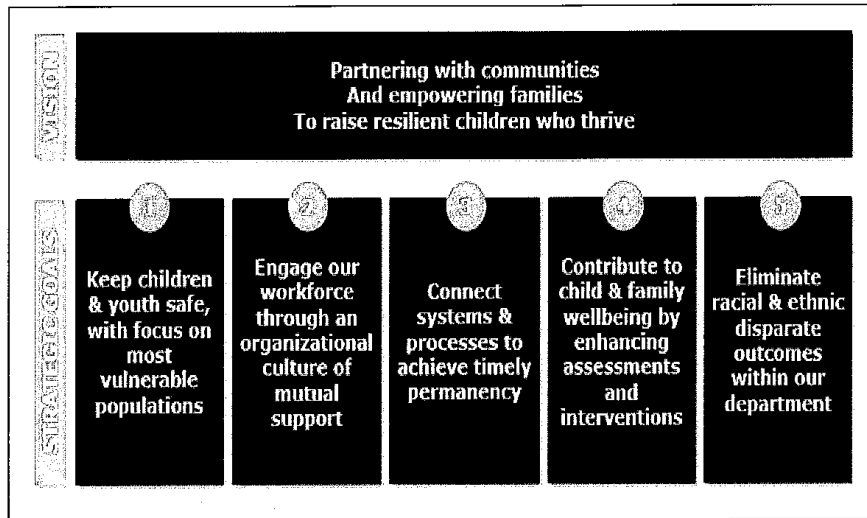 VISION
Partnering with communities
And empowering families
To raise resilient children who thrive
STRATEGIC GOALS
1
Keep children
& youth safe,
with focus on
most
vulnerable
populations
2
Engage our
workforce
through an
organizational
culture of
mutual
support
3
Connect
systems &
processes to
achieve timely
permanency
4
Contribute to
child & family
wellbeing by
enhancing
assessments
and
interventions
5
Eliminate
racial & ethnic
disparate
outcomes
within our
department